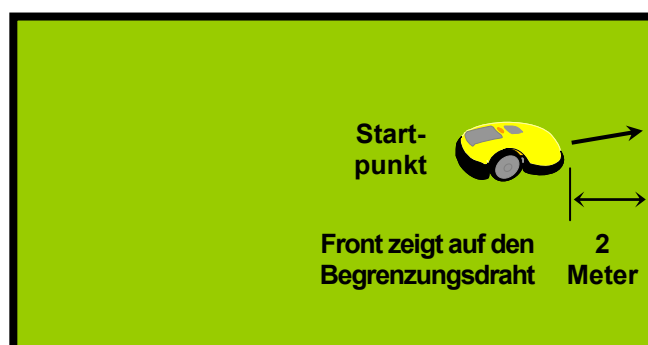 Start-
punkt
Front zeigt auf den
Begrenzungsdraht
2
Meter